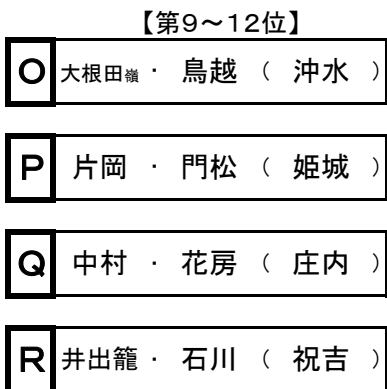 【第9～12位】
O 大根田嶺 ・ 鳥越 （ 沖水 ）
P 片岡 ・ 門松 （ 姫城 ）
Q 中村 ・ 花房 （ 庄内 ）
R 井出籠 ・ 石川 （ 祝吉 ）